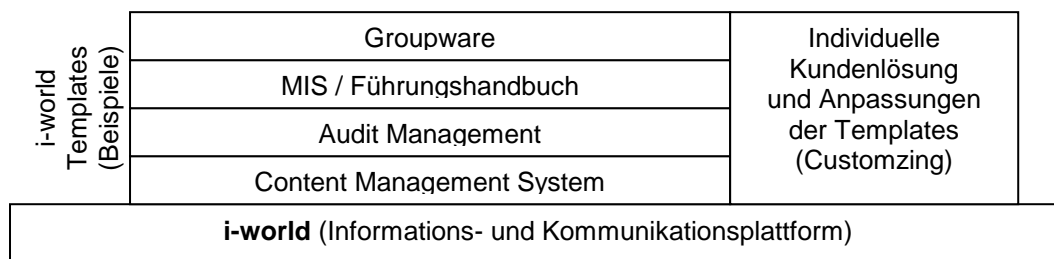 i-world
Templates
(Beispiele)
Groupware
MIS / Führungshandbuch
Audit Management
Content Management System
Individuelle
Kundenlösung
und Anpassungen
der Templates
(Customzing)
i-world (Informations- und Kommunikationsplattform)